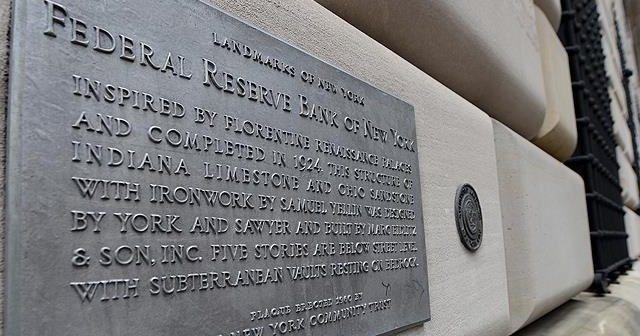 LANDMARKS OF NEW YORK
FEDERAL RESERVE BANK OF NEW YORK
INSPIRED BY FLORENTINE RENAISSANCE PALACES
AND COMPLETED IN 1924, THIS STRUCTURE OF
INDIANA LIMESTONE AND OHIO SANDSTONE
WITH IRONWORK BY SAMUEL YELLIN WAS DESIGNED
BY YORK AND SAWYER AND BUILT BY MARC EIDLITZ
& SON, INC. FIVE STORIES ARE BELOW STREET LEVEL
WITH SUBTERRANEAN VAULTS RESTING ON BEDROCK.
PLAQUE ERECTED 1960 BY
NEW YORK COMMUNITY TRUST